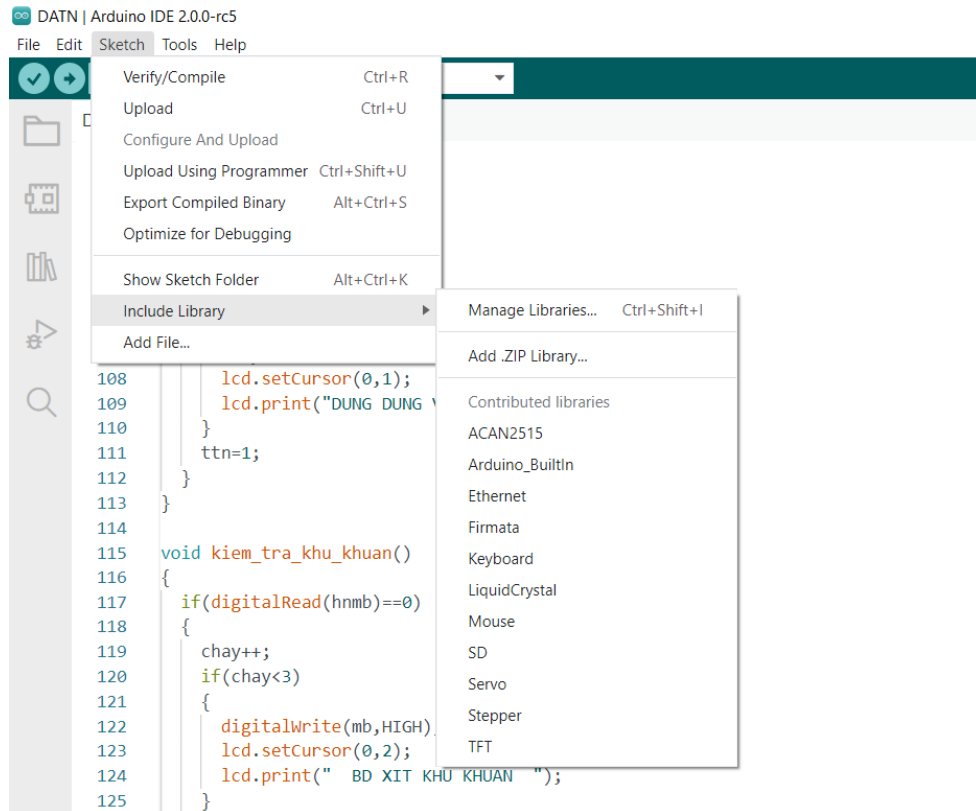 DATN | Arduino IDE 2.0.0-rc5
File Edit Sketch Tools Help
Verify/Compile Ctrl+R
Upload Ctrl+U
Configure And Upload
Upload Using Programmer Ctrl+Shift+U
Export Compiled Binary Alt+Ctrl+S
Optimize for Debugging
Show Sketch Folder Alt+Ctrl+K
Include Library
Add File...
Manage Libraries... Ctrl+Shift+I
Add .ZIP Library...
Contributed libraries
ACAN2515
Arduino_BuiltIn
Ethernet
Firmata
Keyboard
LiquidCrystal
Mouse
SD
Servo
Stepper
TFT
108 lcd.setCursor(0,1);
109 lcd.print("DUNG DUNG
110 }
111 ttn=1;
112 }
113 }
114
115 void kiem_tra_khu_khuan()
116 {
117 if(digitalRead(hnmb)==0)
118 {
119 chay++;
120 if(chay<3)
121 {
122 digitalWrite(mb,HIGH)
123 lcd.setCursor(0,2);
124 lcd.print(" BD XIT KHU KHUAN ");
125 }